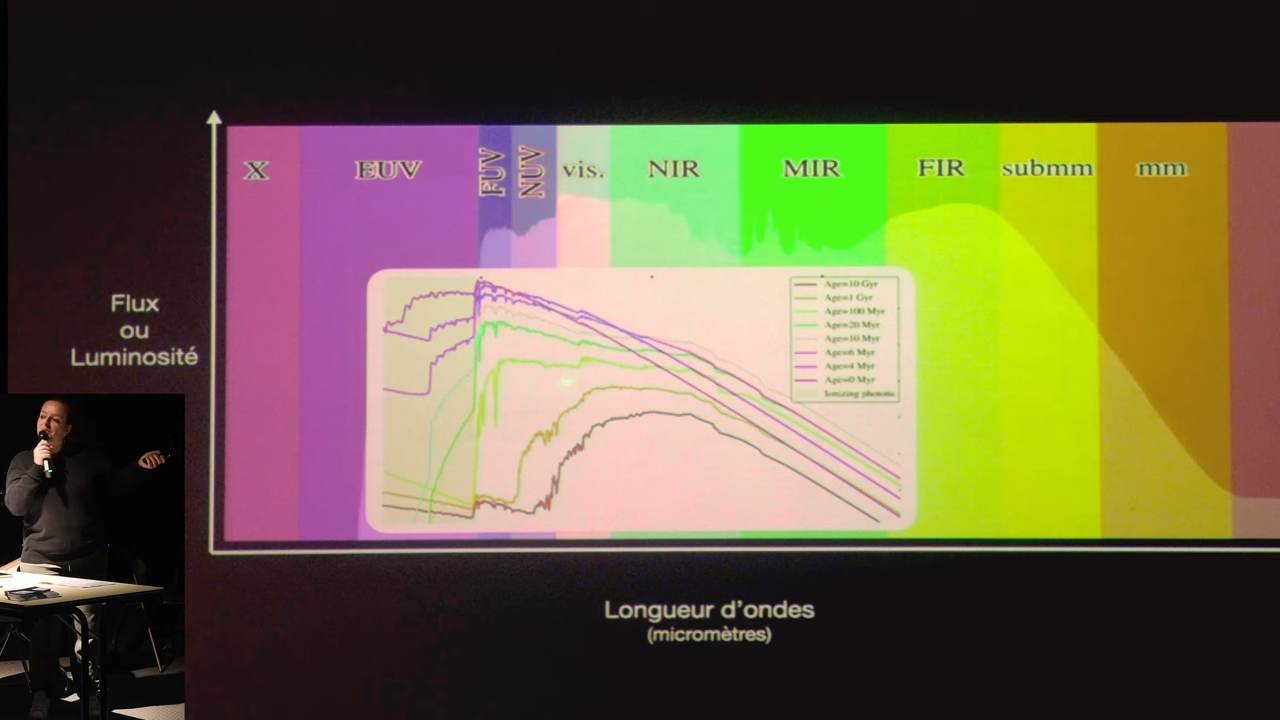 X
EUV
FUV
NUV
vis.
NIR
MIR
FIR
submm
mm
Flux
ou
Luminosité
Age=10 Gyr
Age=1 Gyr
Age=100 Myr
Age=20 Myr
Age=10 Myr
Age=6 Myr
Age=4 Myr
Age=0 Myr
Ionizing photons
Longueur d’ondes
(micromètres)